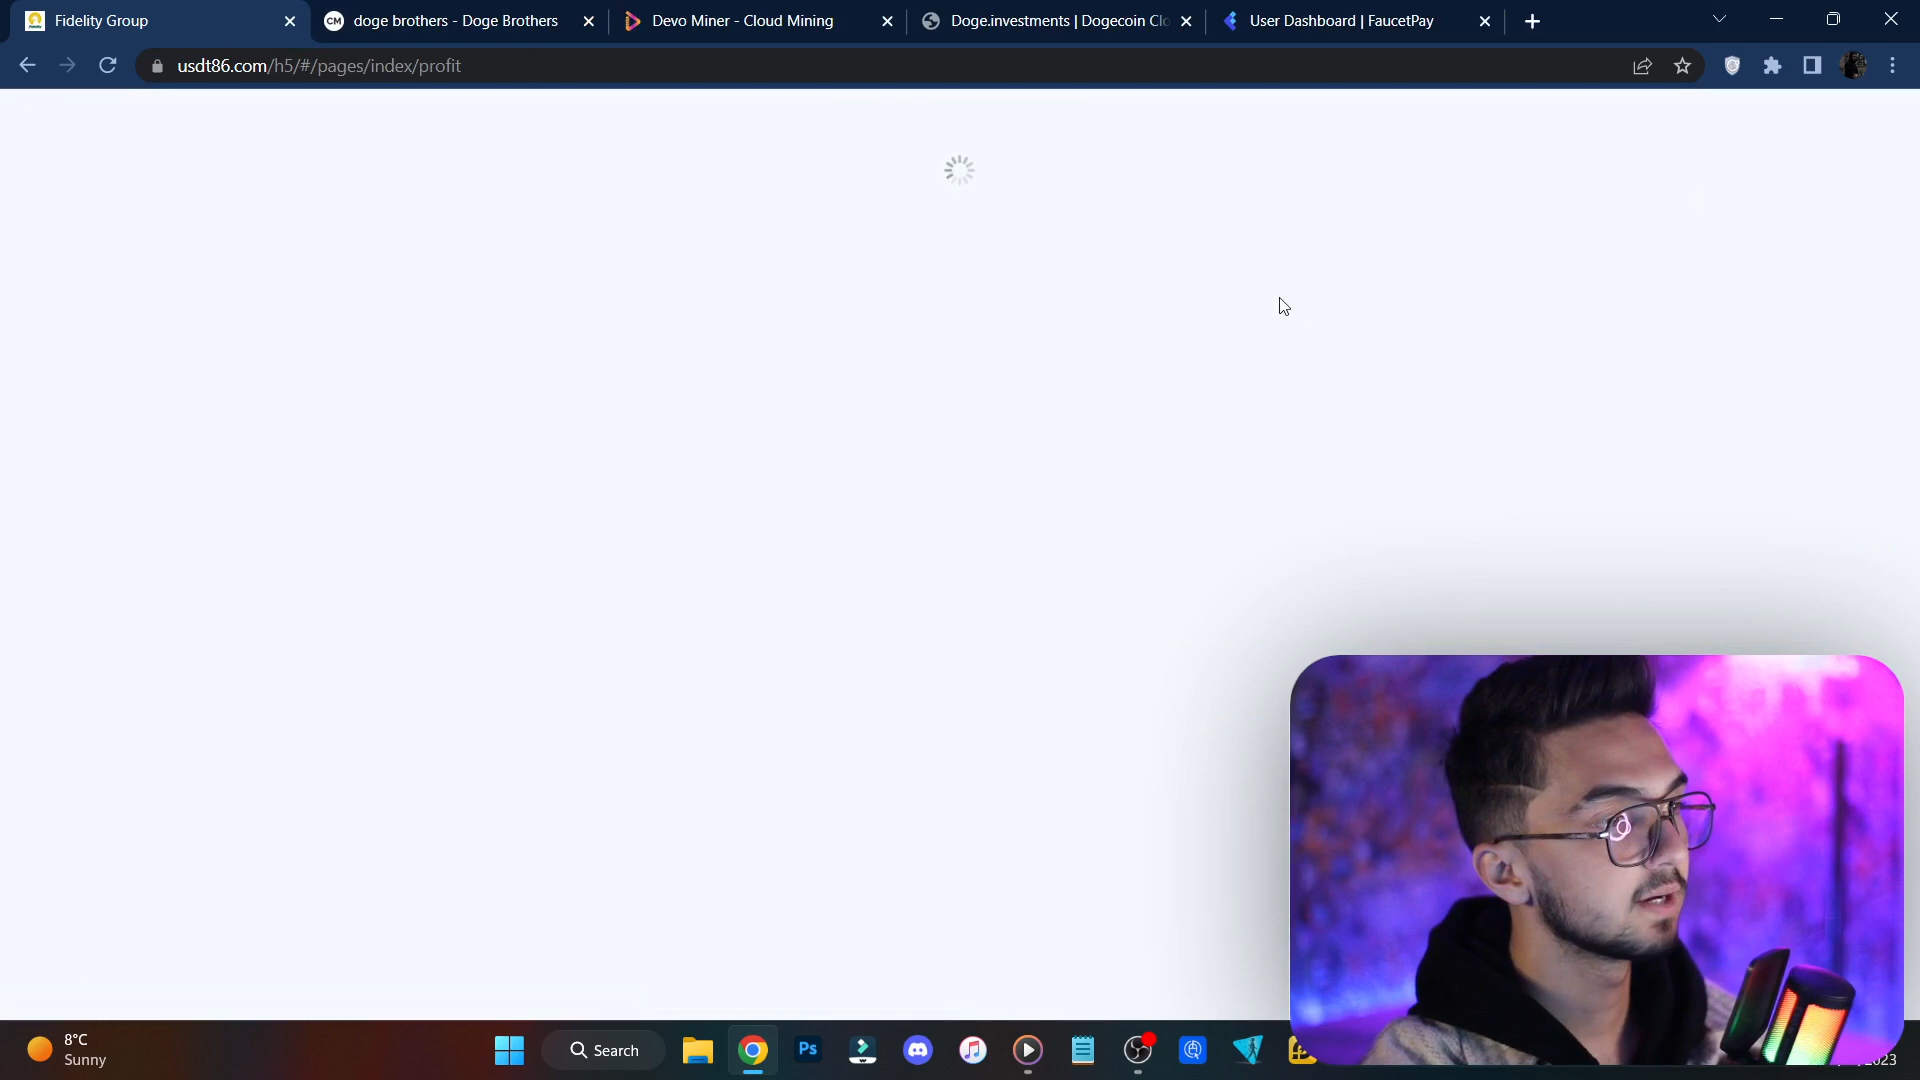 Fidelity Group
CM
doge brothers - Doge Brothers
Devo Miner - Cloud Mining
Doge.investments | Dogecoin Clo
User Dashboard | FaucetPay
usdt86.com/h5/#/pages/index/profit
8°C
Sunny
Search
Ps